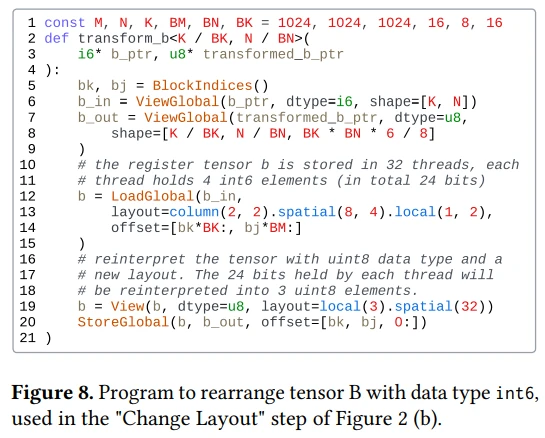 1 const M, N, K, BM, BN, BK = 1024, 1024, 1024, 16, 8, 16
2 def transform_b<K / BK, N / BN>(
3 i6* b_ptr, u8* transformed_b_ptr
4 ):
5 bk, bj = BlockIndices()
6 b_in = ViewGlobal(b_ptr, dtype=i6, shape=[K, N])
7 b_out = ViewGlobal(transformed_b_ptr, dtype=u8,
8 shape=[K / BK, N / BN, BK * BN * 6 / 8]
9 )
10 # the register tensor b is stored in 32 threads, each
11 # thread holds 4 int6 elements (in total 24 bits)
12 b = LoadGlobal(b_in,
13 layout=column(2, 2).spatial(8, 4).local(1, 2),
14 offset=[bk*BK:, bj*BM:]
15 )
16 # reinterpret the tensor with uint8 data type and a
17 # new layout. The 24 bits held by each thread will
18 # be reinterpreted into 3 uint8 elements.
19 b = View(b, dtype=u8, layout=local(3).spatial(32))
20 StoreGlobal(b, b_out, offset=[bk, bj, 0:])
21 )
Figure 8. Program to rearrange tensor B with data type int6,
used in the "Change Layout" step of Figure 2 (b).